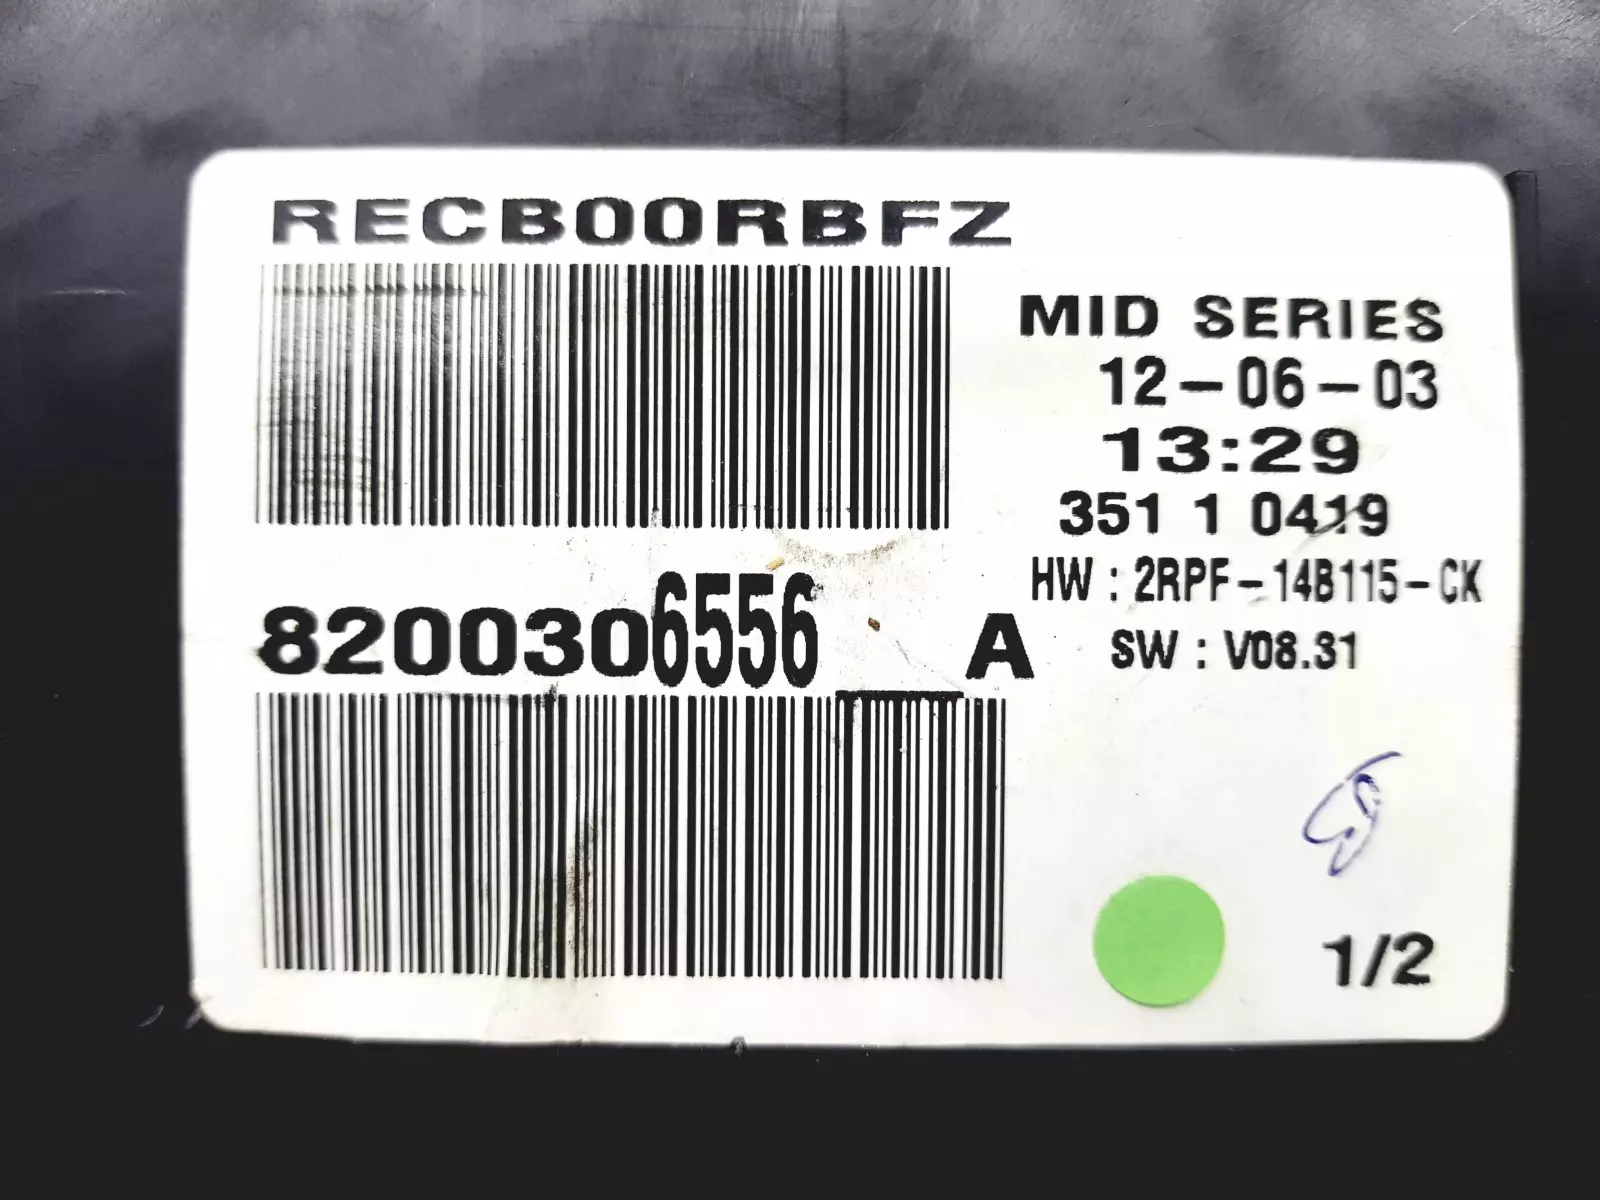 RECB00RBFZ
MID SERIES
12-06-03
13:29
351 1 0419
HW : 2RPF-14B115-CK
8200306556__A
SW : V08.31
1/2